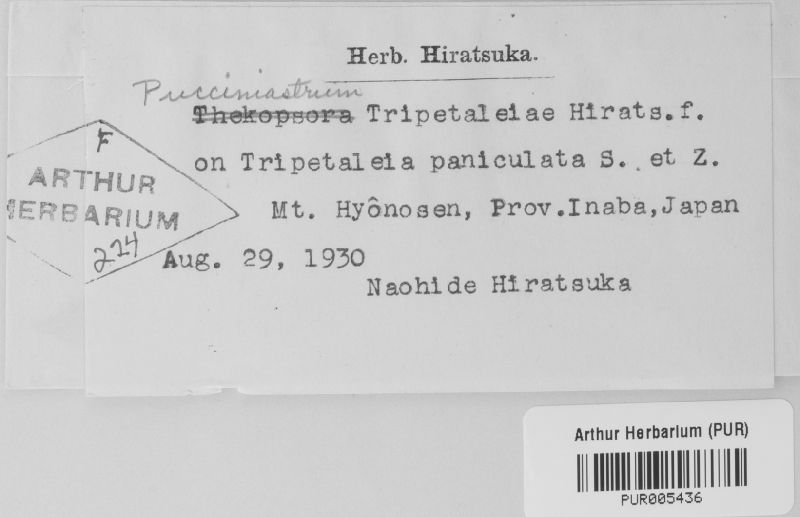 Herb. Hiratsuka.
Pucciniastrum
Thekopsora Tripetaleiae Hirats.f.
on Tripetaleia paniculata S. et Z.
Mt. Hyônosen, Prov.Inaba,Japan
Aug. 29, 1930
Naohide Hiratsuka
F
ARTHUR
HERBARIUM
224
Arthur Herbarium (PUR)
PUR005436